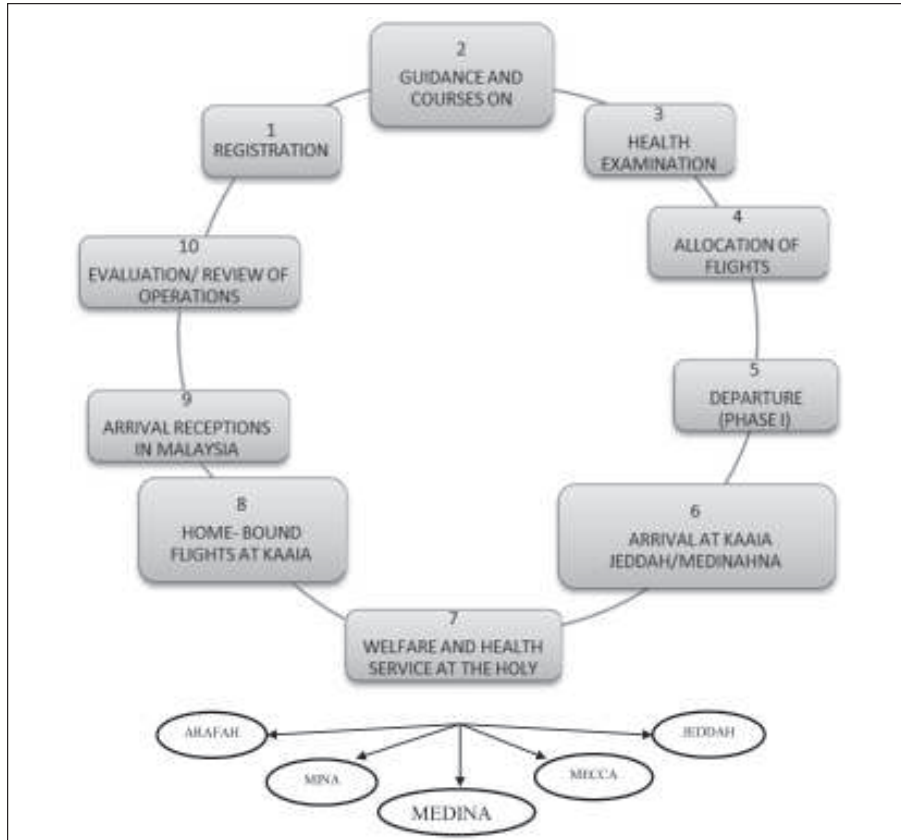 2
GUIDANCE AND
COURSES ON
1
REGISTRATION
3
HEALTH
EXAMINATION
4
ALLOCATION OF
FLIGHTS
10
EVALUATION/ REVIEW OF
OPERATIONS
5
DEPARTURE
(PHASE I)
9
ARRIVAL RECEPTIONS
IN MALAYSIA
8
HOME- BOUND
FLIGHTS AT KAAIA
6
ARRIVAL AT KAAIA
JEDDAH/MEDINAHNA
7
WELFARE AND HEALTH
SERVICE AT THE HOLY
ARAFAH
JEDDAH
MINA
MECCA
MEDINA